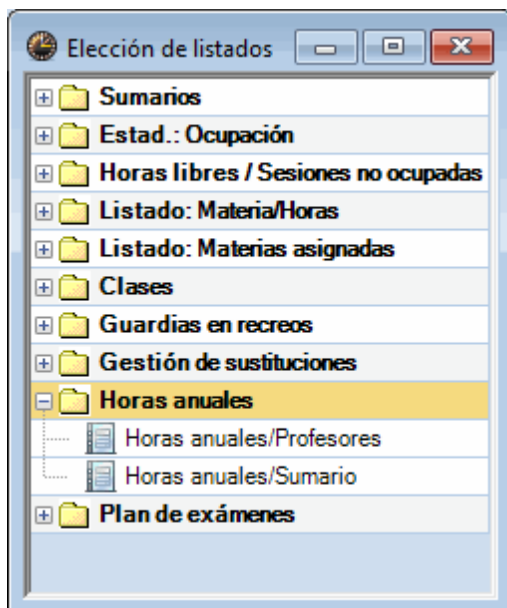 Elección de listados
Sumarios
Estad.: Ocupación
Horas libres / Sesiones no ocupadas
Listado: Materia/Horas
Listado: Materias asignadas
Clases
Guardias en recreos
Gestión de sustituciones
Horas anuales
Horas anuales/Profesores
Horas anuales/Sumario
Plan de exámenes